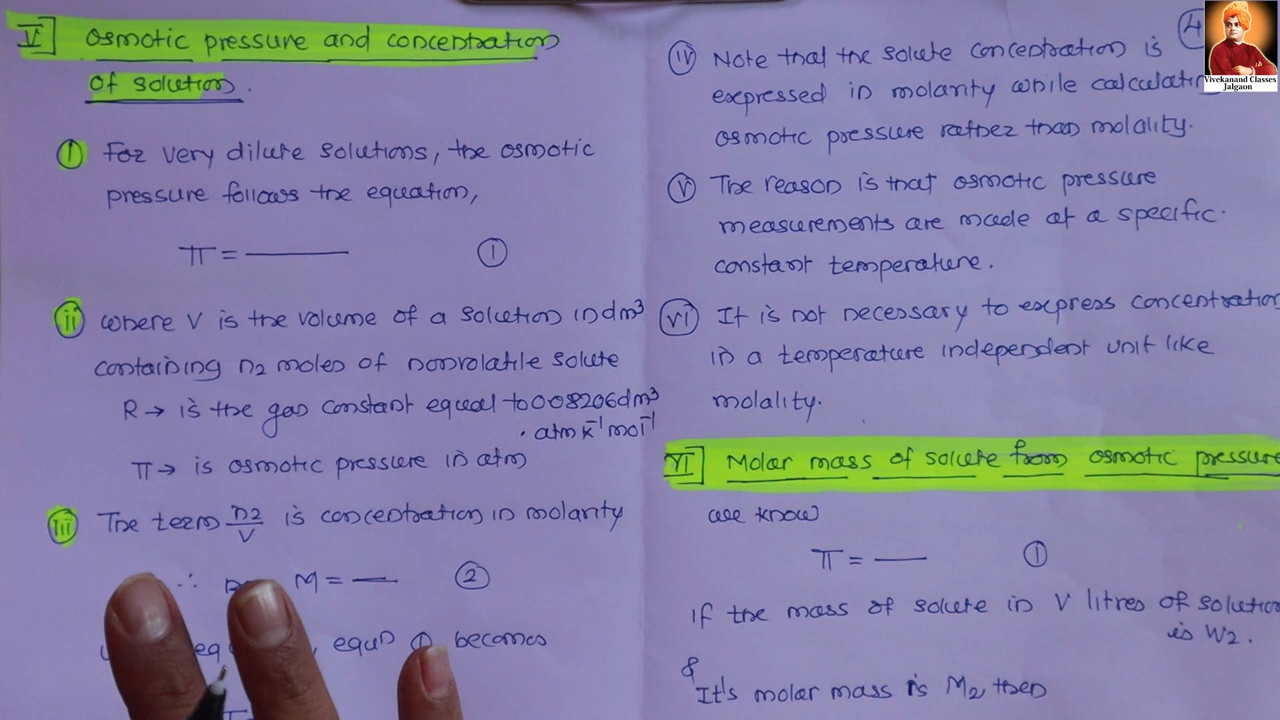 V] Osmotic pressure and concentration
of solution.
i For very dilute solutions, the osmotic
pressure follows the equation,
π = ——— ①
ii where V is the volume of a solution in dm³
containing n2 moles of nonvolatile solute
R → is the gas constant equal to 0.08206 dm³
. atm K⁻¹ mol⁻¹
π → is osmotic pressure in atm
iii The term n2/V is concentration in molarity
∴ M = — ②
equn ① becomes
4
Vivekanand Classes
Jalgaon
iv Note that the solute concentration is
expressed in molarity while
osmotic pressure rather than molality.
v The reason is that osmotic pressure
measurements are made at a specific
constant temperature.
vi It is not necessary to express concentration
in a temperature independent unit like
molality.
VI] Molar mass of solute from osmotic pressure
we know
π = — ①
If the mass of solute in V litres of solution
is W2.
&
It's molar mass is M2 then